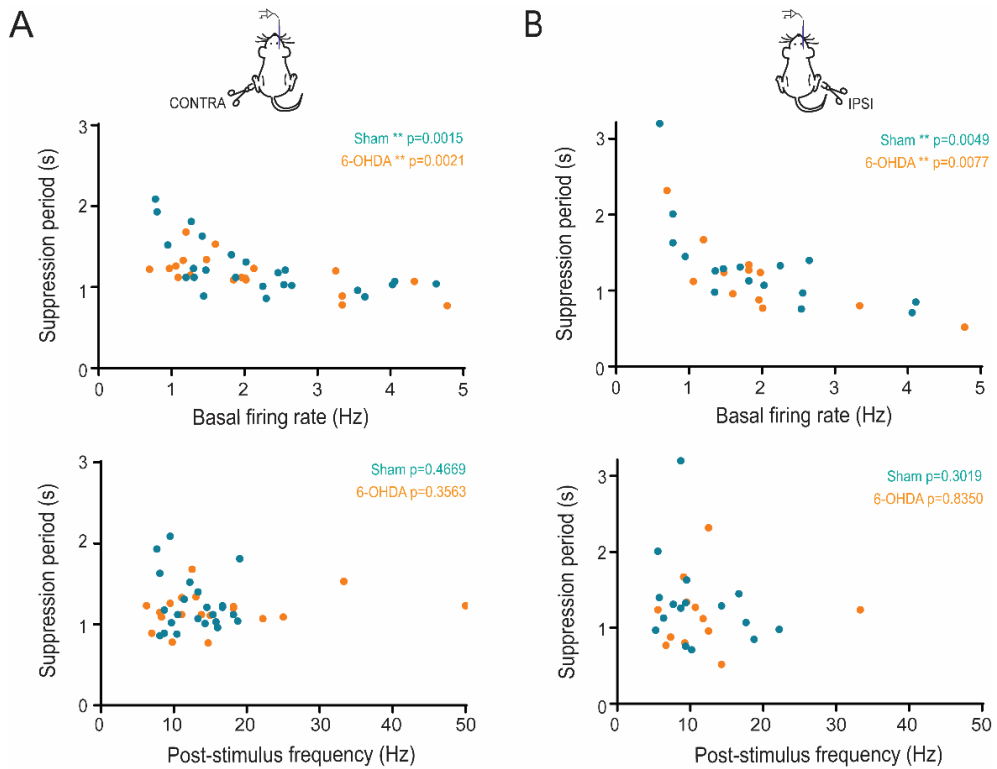 A
B
CONTRA
IPSI
Sham ** p=0.0015
6-OHDA ** p=0.0021
Suppression period (s)
3
2
1
0
0 1 2 3 4 5
Basal firing rate (Hz)
Sham ** p=0.0049
6-OHDA ** p=0.0077
Suppression period (s)
3
2
1
0
0 1 2 3 4 5
Basal firing rate (Hz)
Sham p=0.4669
6-OHDA p=0.3563
Suppression period (s)
3
2
1
0
0 10 20 30 40 50
Post-stimulus frequency (Hz)
Sham p=0.3019
6-OHDA p=0.8350
Suppression period (s)
3
2
1
0
0 10 20 30 40 50
Post-stimulus frequency (Hz)